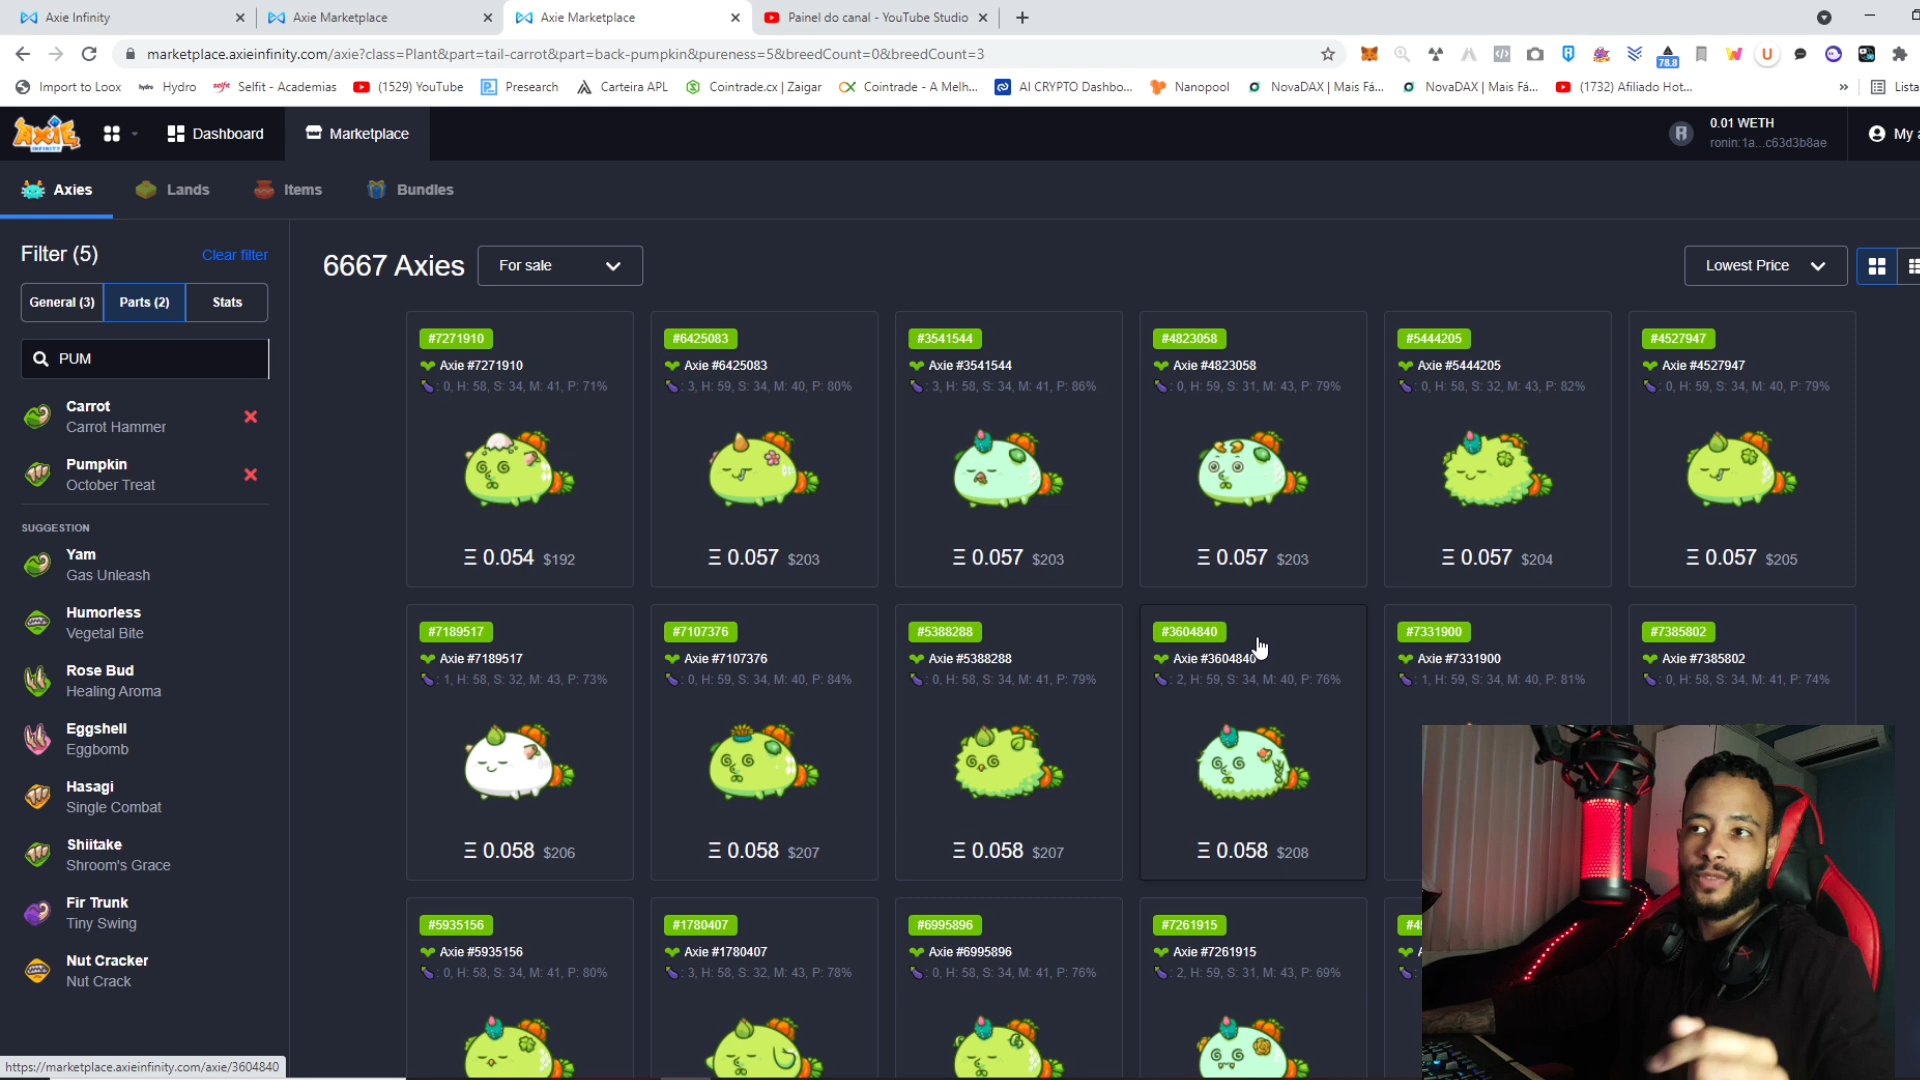 Axie Infinity
Axie Marketplace
Axie Marketplace
Painel do canal - YouTube Studio
marketplace.axieinfinity.com/axie?class=Plant&part=tail-carrot&part=back-pumpkin&pureness=5&breedCount=0&breedCount=3
78.8
Import to Loox
Hydro
Selfit - Academias
(1529) YouTube
Presearch
Carteira APL
Cointrade.cx | Zaigar
Cointrade - A Melh...
AI CRYPTO Dashbo...
Nanopool
NovaDAX | Mais Fá...
NovaDAX | Mais Fá...
(1732) Afiliado Hot...
Lista
AXIE
INFINITY
Dashboard
Marketplace
0.01 WETH
ronin:1a...c63d3b8ae
My a
Axies
Lands
Items
Bundles
Filter (5)
Clear filter
General (3)
Parts (2)
Stats
PUM
Carrot
Carrot Hammer
Pumpkin
October Treat
SUGGESTION
Yam
Gas Unleash
Humorless
Vegetal Bite
Rose Bud
Healing Aroma
Eggshell
Eggbomb
Hasagi
Single Combat
Shiitake
Shroom's Grace
Fir Trunk
Tiny Swing
Nut Cracker
Nut Crack
https://marketplace.axieinfinity.com/axie/3604840
6667 Axies
For sale
Lowest Price
#7271910
Axie #7271910
: 0, H: 58, S: 34, M: 41, P: 71%
Ξ 0.054 $192
#6425083
Axie #6425083
: 3, H: 59, S: 34, M: 40, P: 80%
Ξ 0.057 $203
#3541544
Axie #3541544
: 3, H: 58, S: 34, M: 41, P: 86%
Ξ 0.057 $203
#4823058
Axie #4823058
: 0, H: 59, S: 31, M: 43, P: 79%
Ξ 0.057 $203
#5444205
Axie #5444205
: 0, H: 58, S: 32, M: 43, P: 82%
Ξ 0.057 $204
#4527947
Axie #4527947
: 0, H: 59, S: 34, M: 40, P: 79%
Ξ 0.057 $205
#7189517
Axie #7189517
: 1, H: 58, S: 32, M: 43, P: 73%
Ξ 0.058 $206
#7107376
Axie #7107376
: 0, H: 59, S: 34, M: 40, P: 84%
Ξ 0.058 $207
#5388288
Axie #5388288
: 0, H: 58, S: 34, M: 41, P: 79%
Ξ 0.058 $207
#3604840
Axie #3604840
: 2, H: 59, S: 34, M: 40, P: 76%
Ξ 0.058 $208
#7331900
Axie #7331900
: 1, H: 59, S: 34, M: 40, P: 81%
#7385802
Axie #7385802
: 0, H: 58, S: 34, M: 41, P: 74%
#5935156
Axie #5935156
: 0, H: 58, S: 34, M: 41, P: 80%
#1780407
Axie #1780407
: 3, H: 58, S: 32, M: 43, P: 78%
#6995896
Axie #6995896
: 0, H: 58, S: 34, M: 41, P: 76%
#7261915
Axie #7261915
: 2, H: 59, S: 31, M: 43, P: 69%